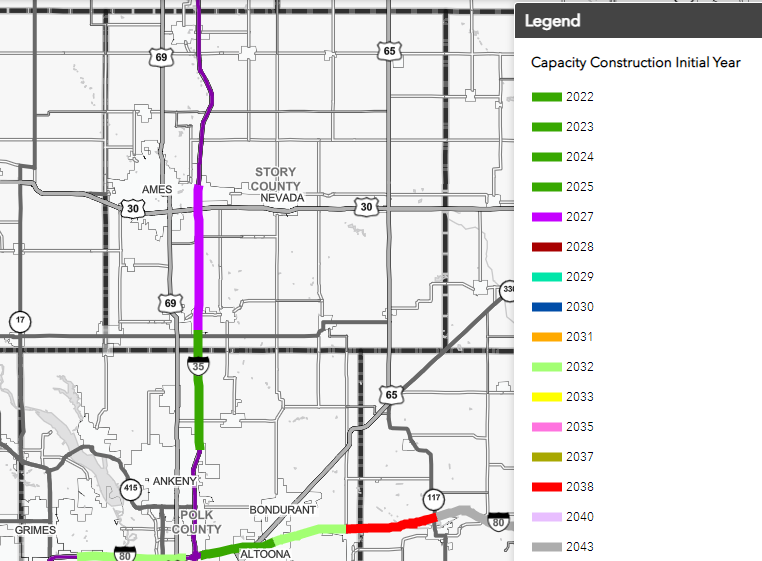 Legend
Capacity Construction Initial Year
2022
2023
2024
2025
2027
2028
2029
2030
2031
2032
2033
2035
2037
2038
2040
2043
69
65
STORY
COUNTY
AMES
NEVADA
30
30
69
17
35
65
ANKENY
415
117
BONDURANT
POLK
COUNTY
GRIMES
80
80
ALTOONA